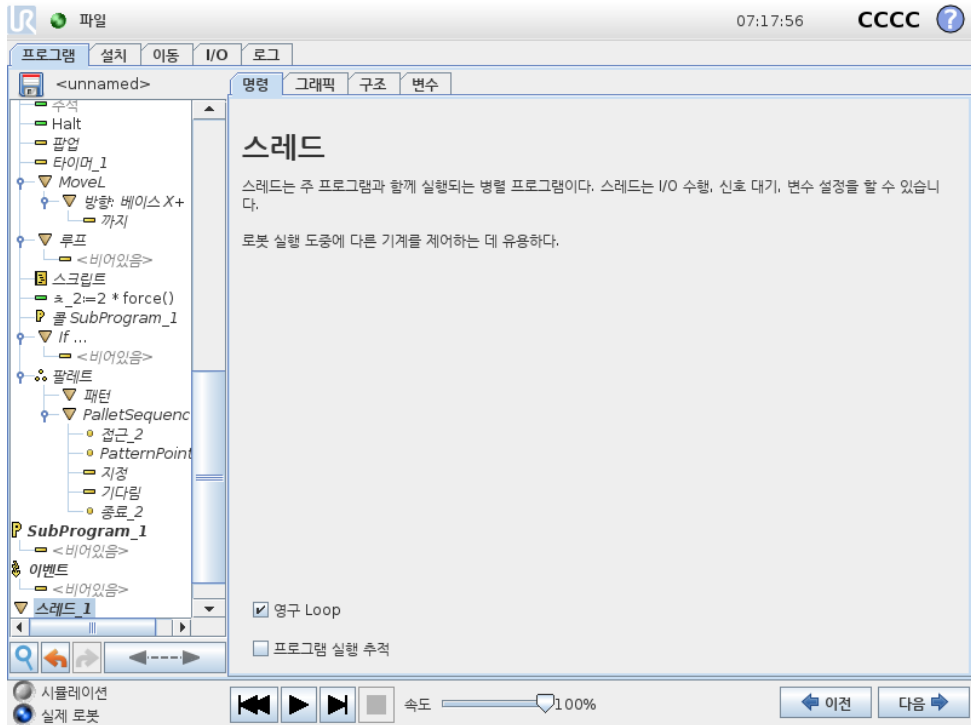 파일
07:17:56
CCCC
?
프로그램 설치 이동 I/O 로그
<unnamed>
명령 그래픽 구조 변수
주석
Halt
팝업
타이머_1
MoveL
방향: 베이스 X+
까지
루프
<비어있음>
스크립트
ㅊ_2:=2 * force()
콜 SubProgram_1
If ...
<비어있음>
팔레트
패턴
PalletSequenc
접근_2
PatternPoint
지정
기다림
종료_2
SubProgram_1
<비어있음>
이벤트
<비어있음>
스레드_1
스레드
스레드는 주 프로그램과 함께 실행되는 병렬 프로그램이다. 스레드는 I/O 수행, 신호 대기, 변수 설정을 할 수 있습니
다.
로봇 실행 도중에 다른 기계를 제어하는 데 유용하다.
영구 Loop
프로그램 실행 추적
시뮬레이션
실제 로봇
속도
100%
이전
다음